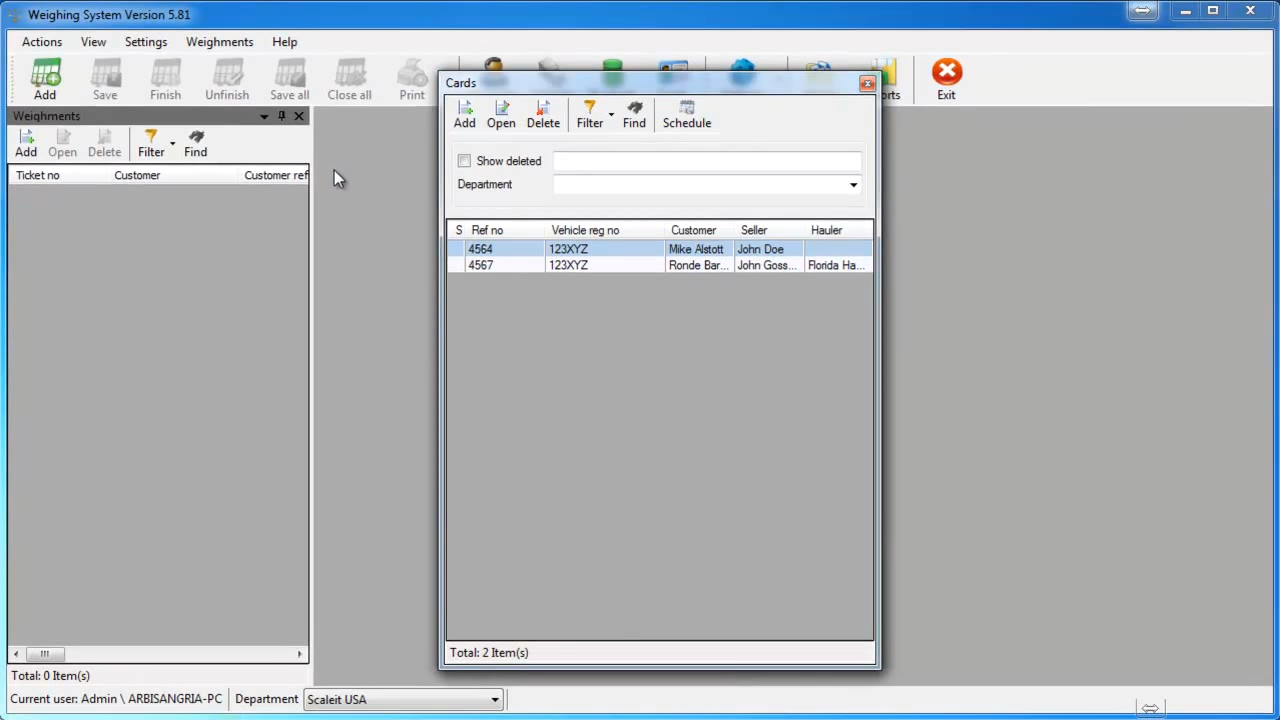 Weighing System Version 5.81
Actions View Settings Weighments Help
Add Save Finish Unfinish Save all Close all Print orts Exit
Weighments
Add Open Delete Filter Find
Ticket no Customer Customer ref
Total: 0 Item(s)
Current user: Admin \ ARBISANGRIA-PC Department Scaleit USA
Cards
Add Open Delete Filter Find Schedule
Show deleted
Department
S Ref no Vehicle reg no Customer Seller Hauler
4564 123XYZ Mike Alstott John Doe
4567 123XYZ Ronde Bar... John Goss... Florida Ha...
Total: 2 Item(s)